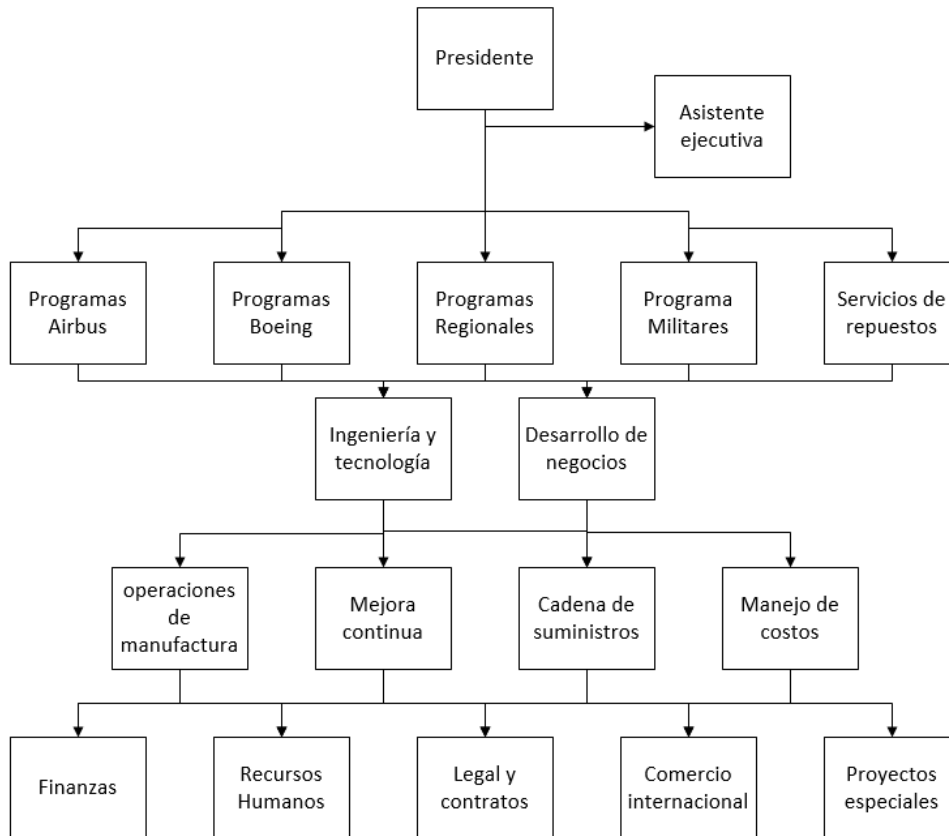 Presidente
Asistente
ejecutiva
Programas
Airbus
Programas
Boeing
Programas
Regionales
Programa
Militares
Servicios de
repuestos
Ingeniería y
tecnología
Desarrollo de
negocios
operaciones
de
manufactura
Mejora
continua
Cadena de
suministros
Manejo de
costos
Finanzas
Recursos
Humanos
Legal y
contratos
Comercio
internacional
Proyectos
especiales